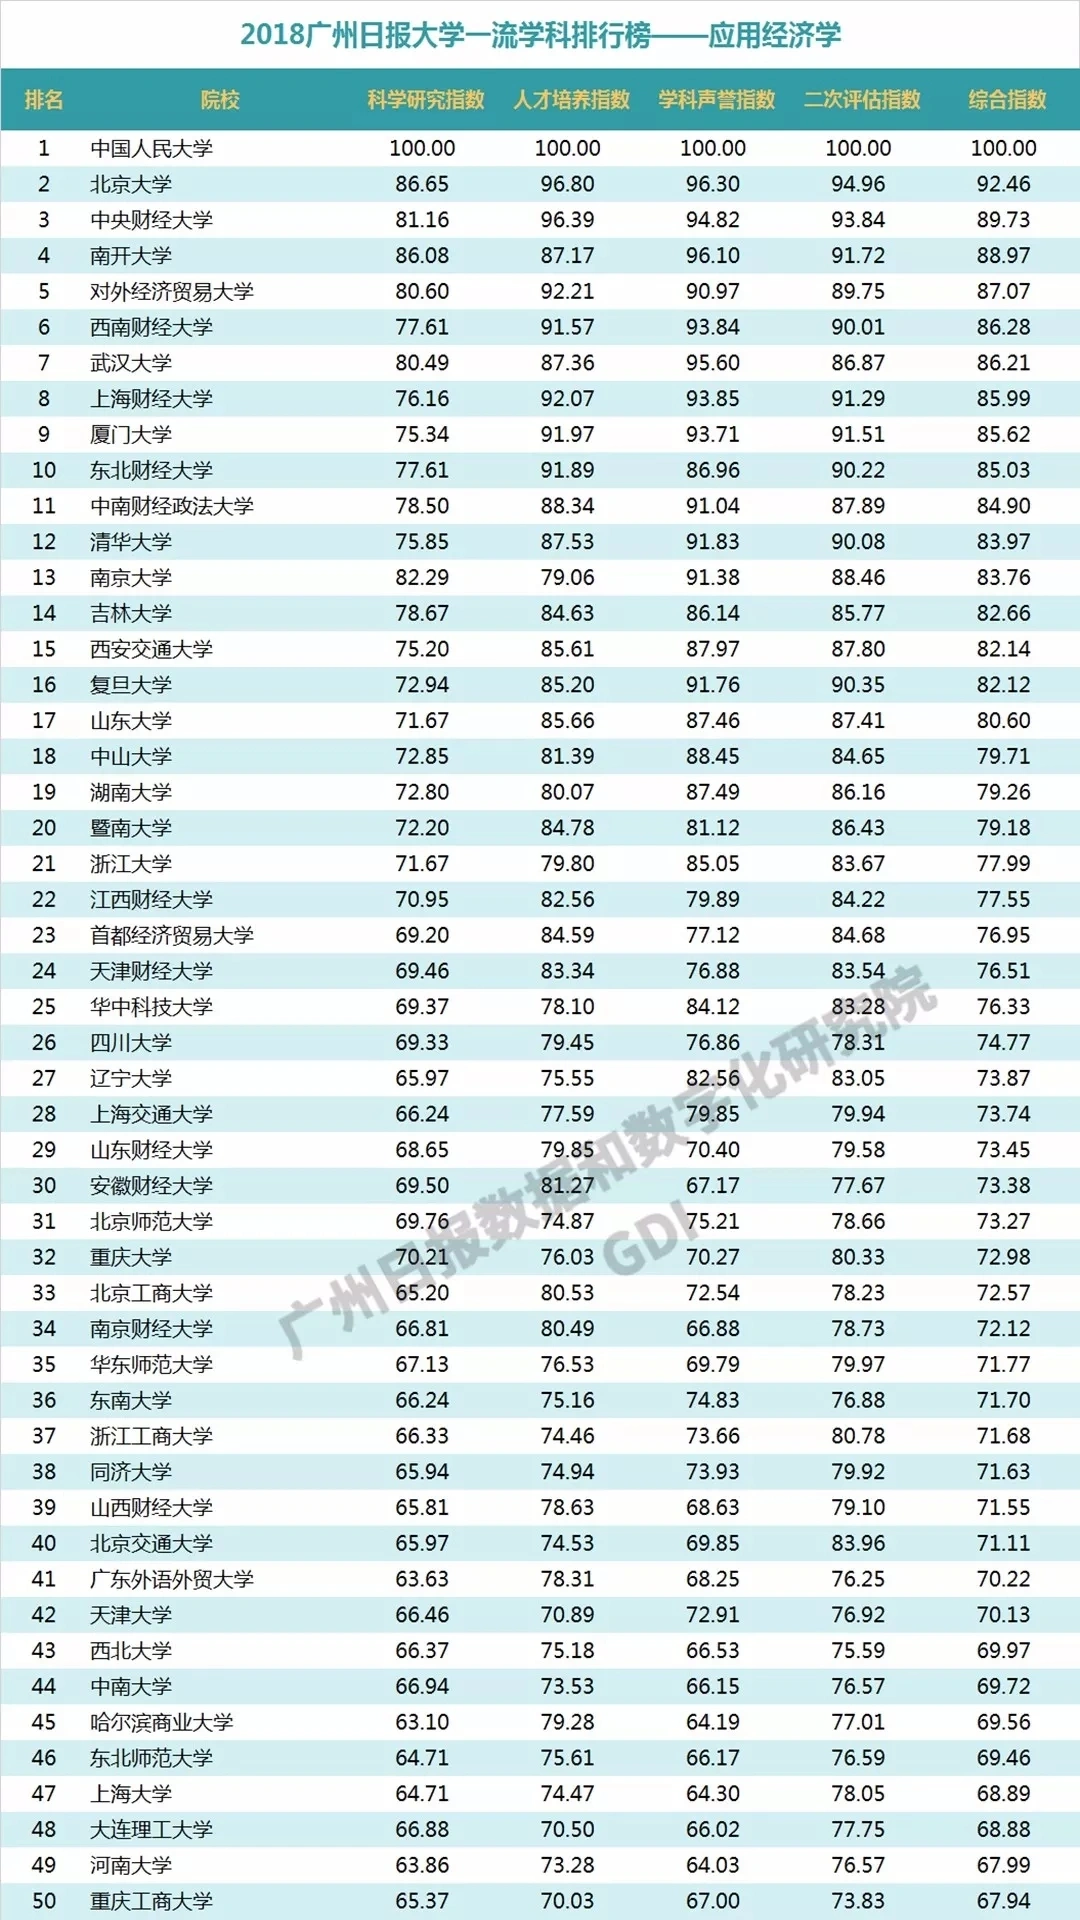 2018广州日报大学一流学科排行榜——应用经济学
排名 院校 科学研究指数 人才培养指数 学科声誉指数 二次评估指数 综合指数
1 中国人民大学 100.00 100.00 100.00 100.00 100.00
2 北京大学 86.65 96.80 96.30 94.96 92.46
3 中央财经大学 81.16 96.39 94.82 93.84 89.73
4 南开大学 86.08 87.17 96.10 91.72 88.97
5 对外经济贸易大学 80.60 92.21 90.97 89.75 87.07
6 西南财经大学 77.61 91.57 93.84 90.01 86.28
7 武汉大学 80.49 87.36 95.60 86.87 86.21
8 上海财经大学 76.16 92.07 93.85 91.29 85.99
9 厦门大学 75.34 91.97 93.71 91.51 85.62
10 东北财经大学 77.61 91.89 86.96 90.22 85.03
11 中南财经政法大学 78.50 88.34 91.04 87.89 84.90
12 清华大学 75.85 87.53 91.83 90.08 83.97
13 南京大学 82.29 79.06 91.38 88.46 83.76
14 吉林大学 78.67 84.63 86.14 85.77 82.66
15 西安交通大学 75.20 85.61 87.97 87.80 82.14
16 复旦大学 72.94 85.20 91.76 90.35 82.12
17 山东大学 71.67 85.66 87.46 87.41 80.60
18 中山大学 72.85 81.39 88.45 84.65 79.71
19 湖南大学 72.80 80.07 87.49 86.16 79.26
20 暨南大学 72.20 84.78 81.12 86.43 79.18
21 浙江大学 71.67 79.80 85.05 83.67 77.99
22 江西财经大学 70.95 82.56 79.89 84.22 77.55
23 首都经济贸易大学 69.20 84.59 77.12 84.68 76.95
24 天津财经大学 69.46 83.34 76.88 83.54 76.51
25 华中科技大学 69.37 78.10 84.12 83.28 76.33
26 四川大学 69.33 79.45 76.86 78.31 74.77
27 辽宁大学 65.97 75.55 82.56 83.05 73.87
28 上海交通大学 66.24 77.59 79.85 79.94 73.74
29 山东财经大学 68.65 79.85 70.40 79.58 73.45
30 安徽财经大学 69.50 81.27 67.17 77.67 73.38
31 北京师范大学 69.76 74.87 75.21 78.66 73.27
32 重庆大学 70.21 76.03 70.27 80.33 72.98
33 北京工商大学 65.20 80.53 72.54 78.23 72.57
34 南京财经大学 66.81 80.49 66.88 78.73 72.12
35 华东师范大学 67.13 76.53 69.79 79.97 71.77
36 东南大学 66.24 75.16 74.83 76.88 71.70
37 浙江工商大学 66.33 74.46 73.66 80.78 71.68
38 同济大学 65.94 74.94 73.93 79.92 71.63
39 山西财经大学 65.81 78.63 68.63 79.10 71.55
40 北京交通大学 65.97 74.53 69.85 83.96 71.11
41 广东外语外贸大学 63.63 78.31 68.25 76.25 70.22
42 天津大学 66.46 70.89 72.91 76.92 70.13
43 西北大学 66.37 75.18 66.53 75.59 69.97
44 中南大学 66.94 73.53 66.15 76.57 69.72
45 哈尔滨商业大学 63.10 79.28 64.19 77.01 69.56
46 东北师范大学 64.71 75.61 66.17 76.59 69.46
47 上海大学 64.71 74.47 64.30 78.05 68.89
48 大连理工大学 66.88 70.50 66.02 77.75 68.88
49 河南大学 63.86 73.28 64.03 76.57 67.99
50 重庆工商大学 65.37 70.03 67.00 73.83 67.94
广州日报数据和数字化研究院
GDI